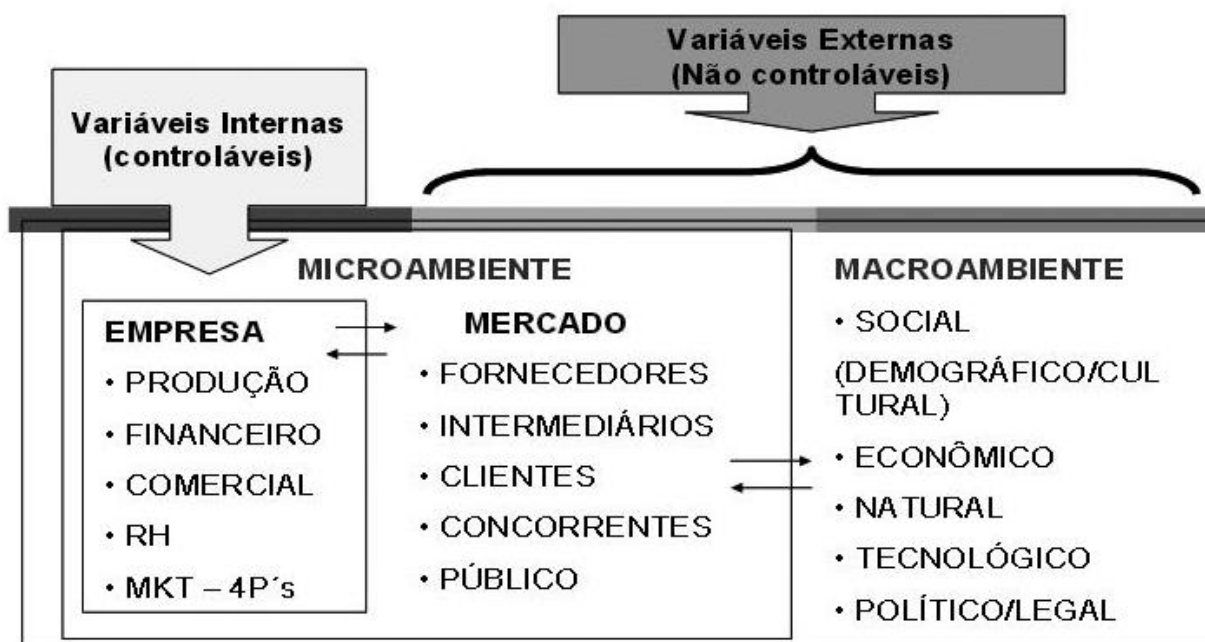 Variáveis Externas
(Não controláveis)
Variáveis Internas
(controláveis)
MICROAMBIENTE
MACROAMBIENTE
EMPRESA
• PRODUÇÃO
• FINANCEIRO
• COMERCIAL
• RH
• MKT – 4P´s
MERCADO
• FORNECEDORES
• INTERMEDIÁRIOS
• CLIENTES
• CONCORRENTES
• PÚBLICO
• SOCIAL
(DEMOGRÁFICO/CUL
TURAL)
• ECONÔMICO
• NATURAL
• TECNOLÓGICO
• POLÍTICO/LEGAL